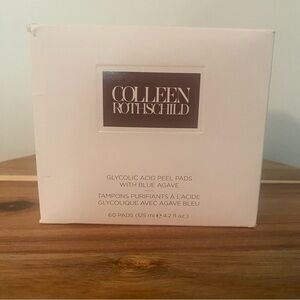 COLLEEN
ROTHSCHILD
GLYCOLIC ACID PEEL PADS
WITH BLUE AGAVE
TAMPONS PURIFIANTS À L'ACIDE
GLYCOLIQUE AVEC AGAVE BLEU
60 PADS (125 ml ℮ 4.2 fl oz.)